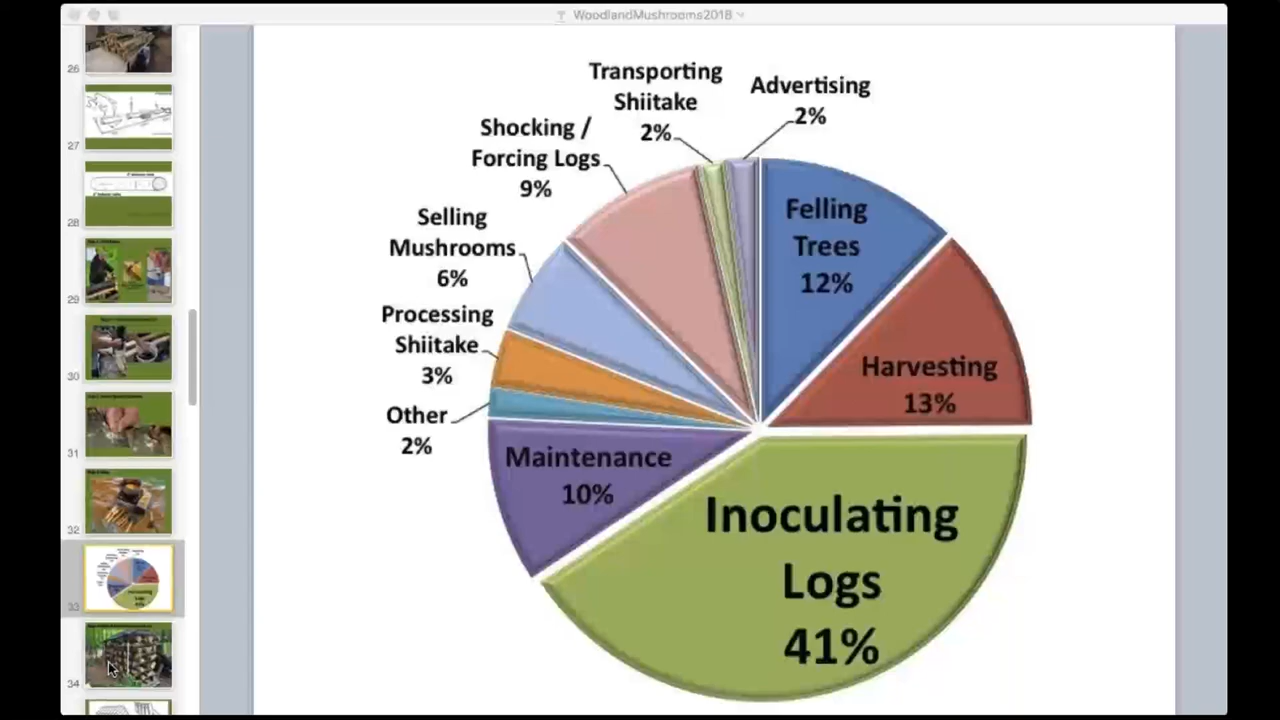 WoodlandMushrooms2018
Transporting
Shiitake
2%
Advertising
2%
Shocking /
Forcing Logs
9%
Selling
Mushrooms
6%
Processing
Shiitake
3%
Other
2%
Maintenance
10%
Felling
Trees
12%
Harvesting
13%
Inoculating
Logs
41%
26
27
28
29
30
31
32
33
34